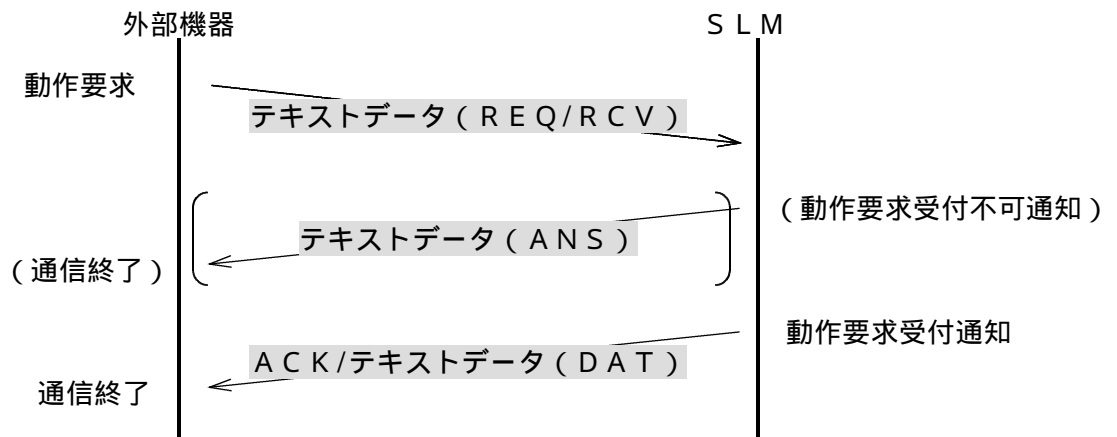 外部機器 ＳＬＭ
動作要求
テキストデータ（ＲＥＱ/ＲＣＶ）
（動作要求受付不可通知）
テキストデータ（ＡＮＳ）
（通信終了）
動作要求受付通知
ＡＣＫ/テキストデータ（ＤＡＴ）
通信終了